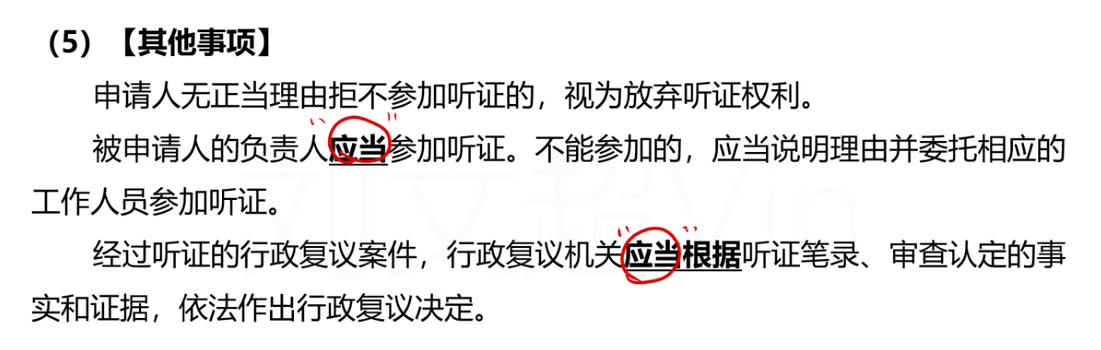 （5）【其他事项】
申请人无正当理由拒不参加听证的，视为放弃听证权利。
被申请人的负责人应当参加听证。不能参加的，应当说明理由并委托相应的
工作人员参加听证。
经过听证的行政复议案件，行政复议机关应当根据听证笔录、审查认定的事
实和证据，依法作出行政复议决定。